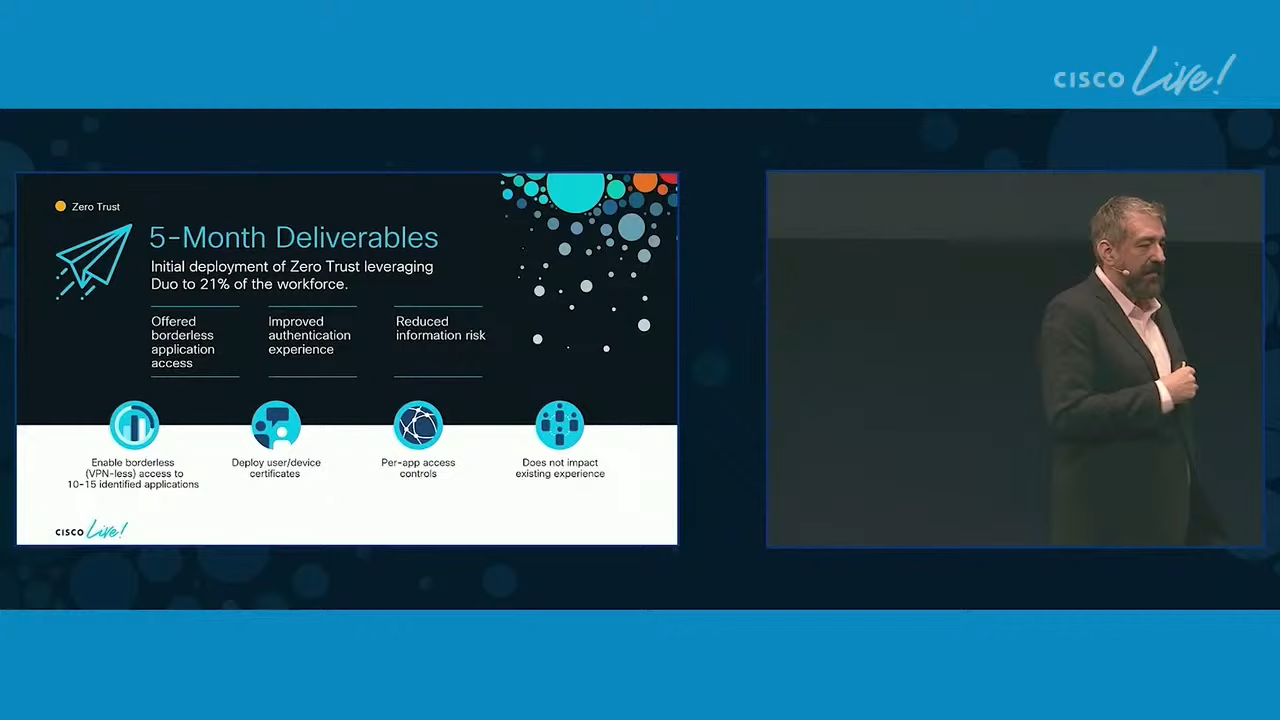 CISCO Live!
Zero Trust
5-Month Deliverables
Initial deployment of Zero Trust leveraging
Duo to 21% of the workforce.
Offered
borderless
application
access
Improved
authentication
experience
Reduced
information risk
Enable borderless
(VPN-less) access to
10-15 identified applications
Deploy user/device
certificates
Per-app access
controls
Does not impact
existing experience
CISCO Live!